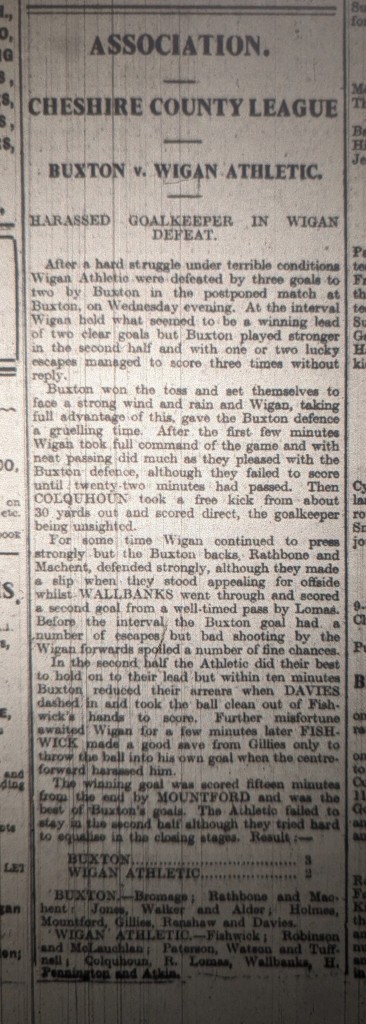 ASSOCIATION.
CHESHIRE COUNTY LEAGUE
BUXTON v. WIGAN ATHLETIC.
HARASSED GOALKEEPER IN WIGAN
DEFEAT.
After a hard struggle under terrible conditions
Wigan Athletic were defeated by three goals to
two by Buxton in the postponed match at
Buxton, on Wednesday evening. At the interval
Wigan hold what seemed to be a winning lead
of two clear goals but Buxton played stronger
in the second half and with one or two lucky
escapes managed to score three times without
reply.
Buxton won the toss and set themselves to
face a strong wind and rain and Wigan, taking
full advantage of this, gave the Buxton defence
a gruelling time. After the first few minutes
Wigan took full command of the game and with
neat passing did much as they pleased with the
Buxton defence, although they failed to score
until twenty-two minutes had passed. Then
COLQUHOUN took a free kick from about
30 yards out and scored direct, the goalkeeper
being unsighted.
For some time Wigan continued to press
strongly but the Buxton backs, Rathbone and
Machent, defended strongly, although they made
a slip when they stood appealing for offside
whilst WALLBANKS went through and scored
a second goal from a well-timed pass by Lomas.
Before the interval the Buxton goal had a
number of escapes but bad shooting by the
Wigan forwards spoiled a number of fine chances.
In the second half the Athletic did their best
to hold on to their lead but within ten minutes
Buxton reduced their arrears when DAVIES
dashed in and took the ball clean out of Fish-
wick's hands to score. Further misfortune
awaited Wigan for a few minutes later FISH-
WICK made a good save from Gillies only to
throw the ball into his own goal when the centre-
forward harassed him.
The winning goal was scored fifteen minutes
from the end by MOUNTFORD and was the
best of Buxton's goals. The Athletic failed to
stay in the second half although they tried hard
to equalise in the closing stages. Result :—
BUXTON.............................. 3
WIGAN ATHLETIC................ 2
BUXTON.—Bromage; Rathbone and Mac-
hent; Jones, Walker and Alder; Holmes,
Mountford, Gillies, Renshaw and Davies.
WIGAN ATHLETIC.—Fishwick; Robinson
and McLauchlan; Paterson, Watson and Tuff-
nell; Colquhoun, R. Lomas, Wallbanks, H.
Pennington and Atkin.